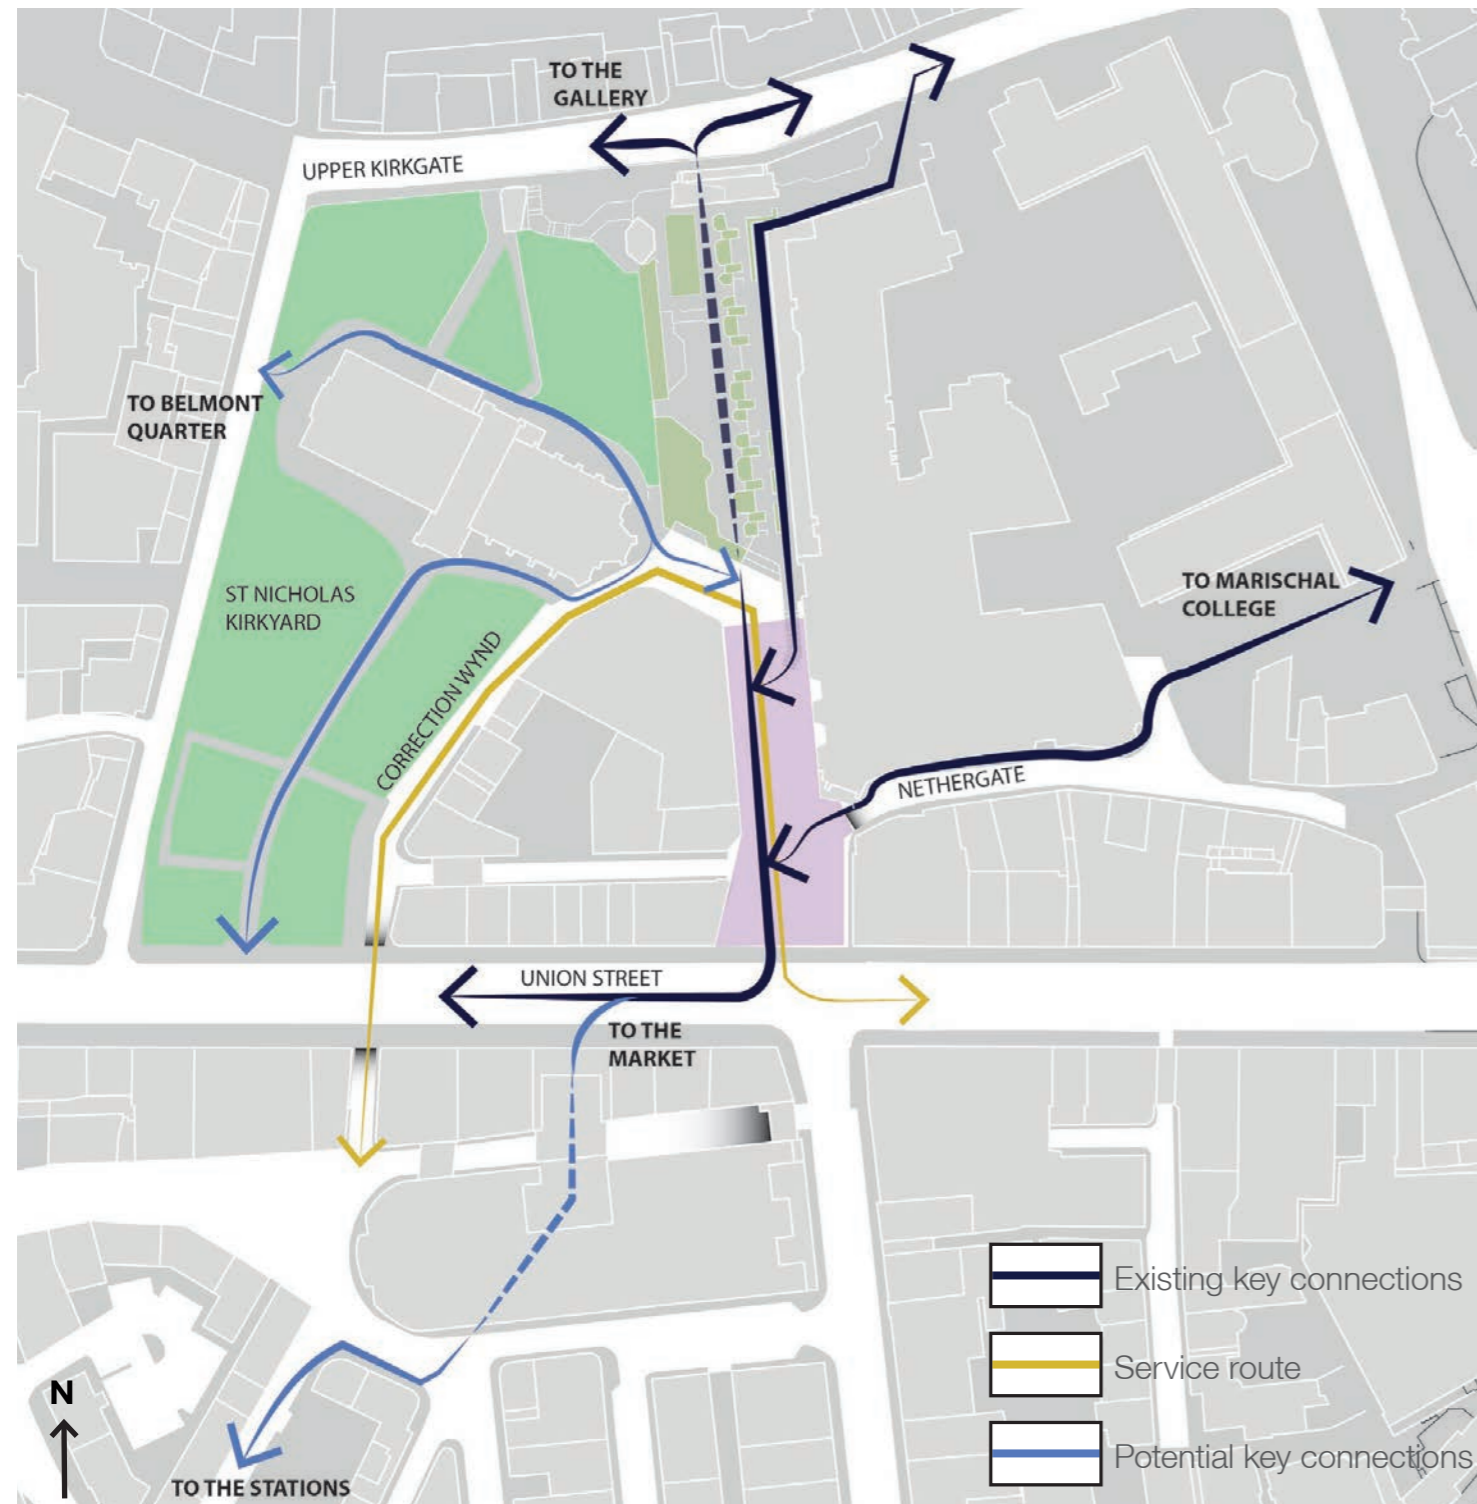 TO THE
GALLERY
UPPER KIRKGATE
TO BELMONT
QUARTER
ST NICHOLAS
KIRKYARD
CORRECTION WYND
TO MARISCHAL
COLLEGE
NETHERGATE
UNION STREET
TO THE
MARKET
Existing key connections
Service route
Potential key connections
N
TO THE STATIONS